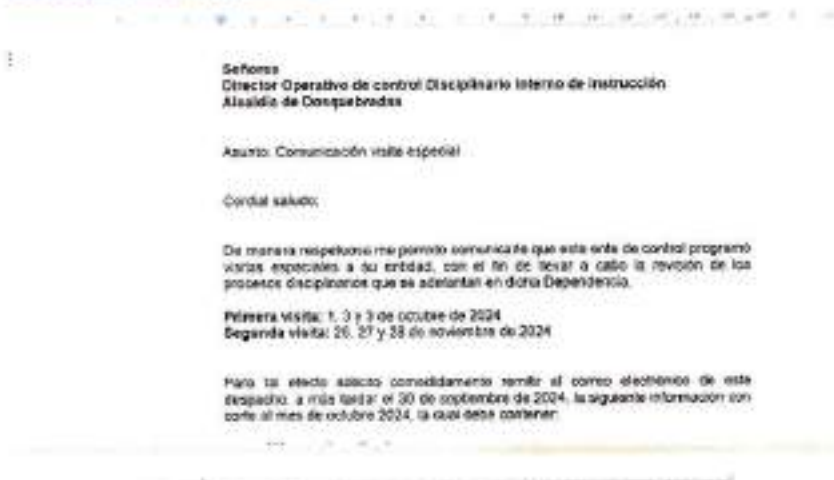 Señores
Director Operativo de control Disciplinario Interno de Instrucción
Alcaldía de Dosquebradas
Asunto: Comunicación visita especial
Cordial saludo:
De manera respetuosa me permito comunicarle que este ente de control programó
visitas especiales a su entidad, con el fin de llevar a cabo la revisión de los
procesos disciplinarios que se adelantan en dicha Dependencia.
Primera visita: 1, 3 y 3 de octubre de 2024
Segunda visita: 26, 27 y 28 de noviembre de 2024
Para tal efecto solicito comedidamente remitir al correo electrónico de este
despacho, a más tardar el 30 de septiembre de 2024, la siguiente información con
corte al mes de octubre 2024, la cual debe contener: